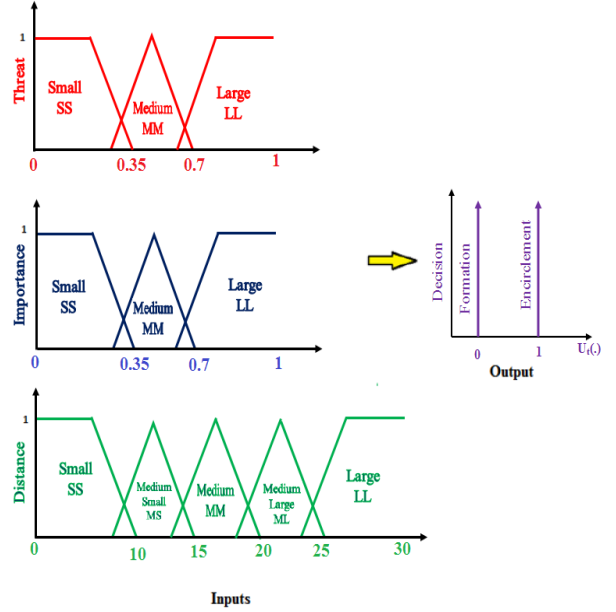 Threat
1
Small
SS
Medium
MM
Large
LL
0
0.35
0.7
1
Importance
1
Small
SS
Medium
MM
Large
LL
0
0.35
0.7
1
Distance
1
Small
SS
Medium
Small
MS
Medium
MM
Medium
Large
ML
Large
LL
0
10
15
20
25
30
Inputs
Decision
Formation
Encirclement
0
1
Uf(.)
Output